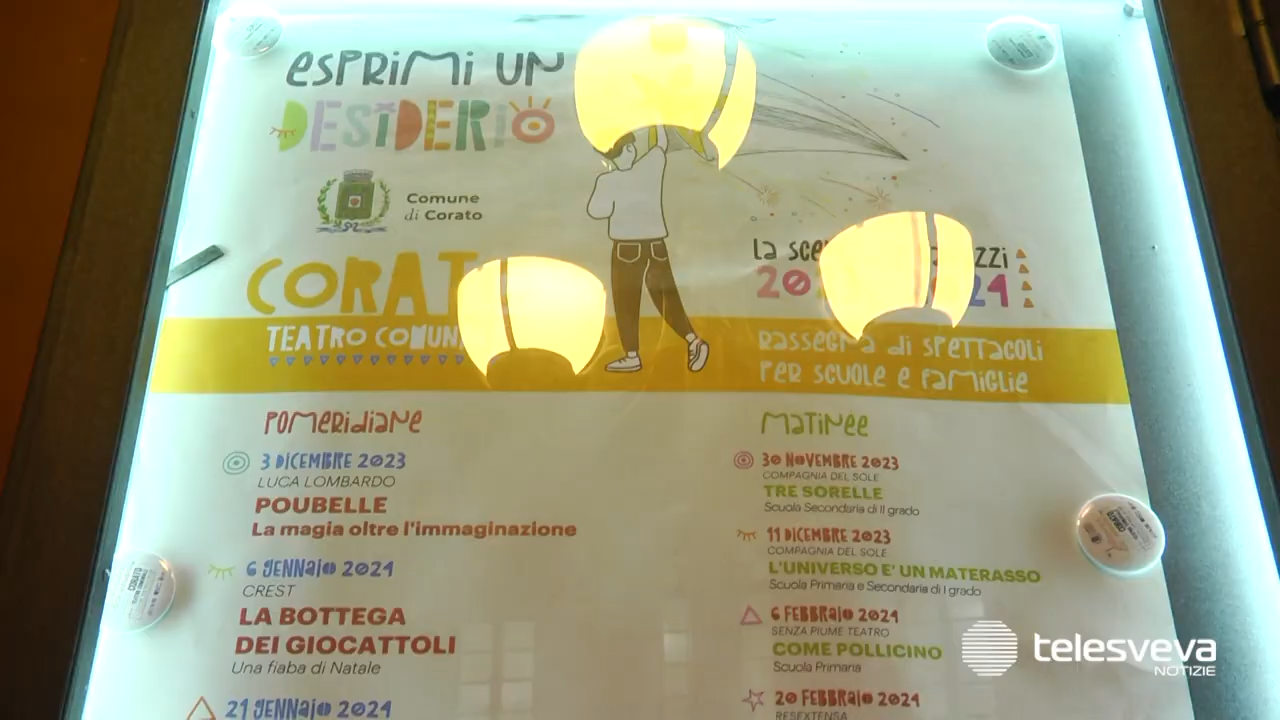 esprimi un
DESIDERIO
Comune
di Corato
CORAT
TEATRO COMUN
La sce zzi
20 24
Rassegna di spettacoli
per scuole e famiglie
Pomeridiane
3 DICEMBRE 2023
LUCA LOMBARDO
POUBELLE
La magia oltre l'immaginazione
6 GENNAIO 2024
CREST
LA BOTTEGA
DEI GIOCATTOLI
Una fiaba di Natale
21 GENNAIO 2024
Matinée
30 NOVEMBRE 2023
COMPAGNIA DEL SOLE
TRE SORELLE
Scuola Secondaria di II grado
11 DICEMBRE 2023
COMPAGNIA DEL SOLE
L'UNIVERSO E' UN MATERASSO
Scuola Primaria e Secondaria di I grado
6 FEBBRAIO 2024
SENZA PIUME TEATRO
COME POLLICINO
Scuola Primaria
20 FEBBRAIO 2024
RESEXTENSA
telesveva
NOTIZIE